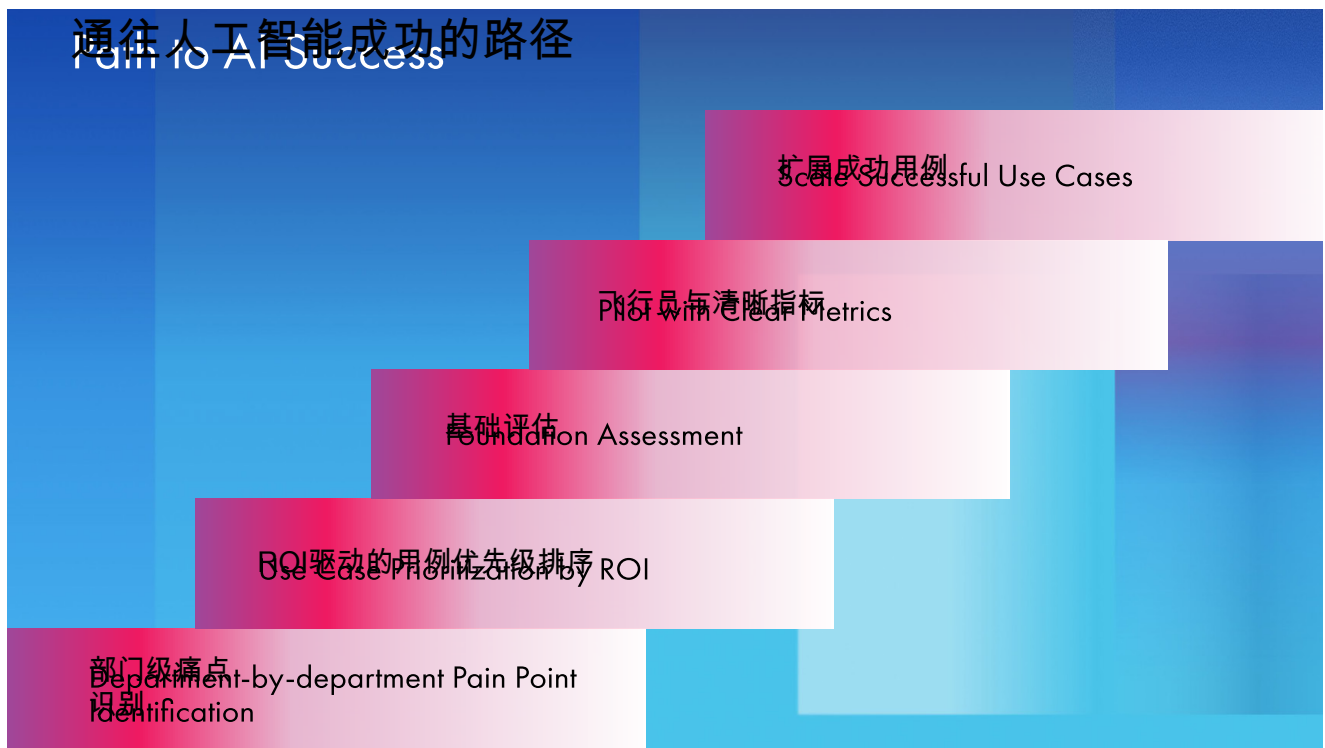 通往人工智能成功的路径
Path to AI Success
扩展成功用例
Scale Successful Use Cases
飞行员与清晰指标
Pilot with Clear Metrics
基础评估
Foundation Assessment
ROI驱动的用例优先级排序
Use Case Prioritization by ROI
部门级痛点
识别
Department-by-department Pain Point
Identification